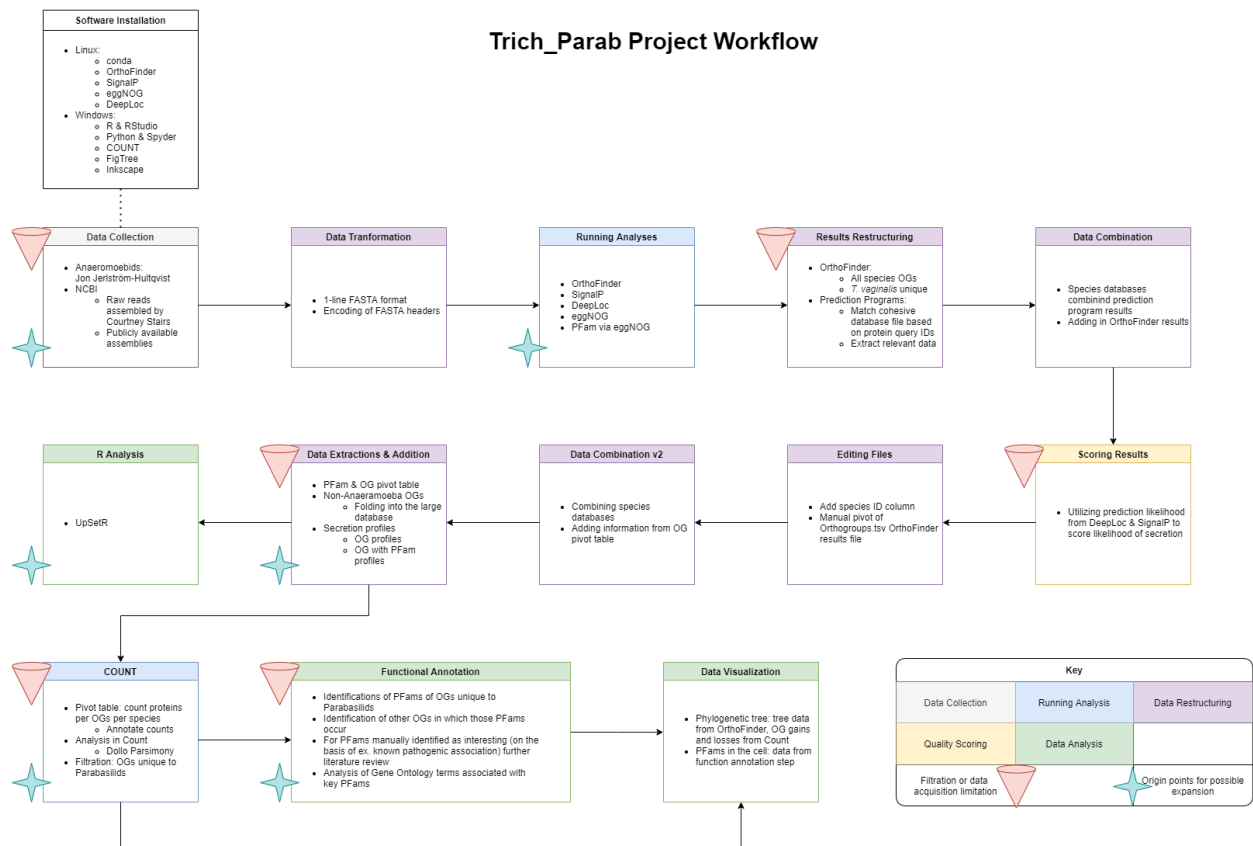 Software Installation
Linux:
conda
OrthoFinder
SignalP
eggNOG
DeepLoc
Windows:
R & RStudio
Python & Spyder
COUNT
FigTree
Inkscape
Trich_Parab Project Workflow
Data Collection
Anaeromoebids:
Jon Jerlström-Hultqvist
NCBI
Raw reads
assembled by
Courtney Stairs
Publicly available
assemblies
Data Tranformation
1-line FASTA format
Encoding of FASTA headers
Running Analyses
OrthoFinder
SignalP
DeepLoc
eggNOG
PFam via eggNOG
Results Restructuring
OrthoFinder:
All species OGs
T. vaginalis unique
Prediction Programs:
Match cohesive
database file based
on protein query IDs
Extract relevant data
Data Combination
Species databases
combinind prediction
program results
Adding in OrthoFinder results
R Analysis
UpSetR
Data Extractions & Addition
PFam & OG pivot table
Non-Anaeramoeba OGs
Folding into the large
database
Secretion profiles
OG profiles
OG with PFam
profiles
Data Combination v2
Combining species
databases
Adding information from OG
pivot table
Editing Files
Add species ID column
Manual pivot of
Orthogroups.tsv OrthoFinder
results file
Scoring Results
Utilizing prediction likelihood
from DeepLoc & SignalP to
score likelihood of secretion
COUNT
Pivot table: count proteins
per OGs per species
Annotate counts
Analysis in Count
Dollo Parsimony
Filtration: OGs unique to
Parabasilids
Functional Annotation
Identifications of PFams of OGs unique to
Parabasilids
Identification of other OGs in which those PFams
occur
For PFams manually identified as interesting (on the
basis of ex. known pathogenic association) further
literature review
Analysis of Gene Ontology terms associated with
key PFams
Data Visualization
Phylogenetic tree: tree data
from OrthoFinder, OG gains
and losses from Count
PFams in the cell: data from
function annotation step
Key
Data Collection
Running Analysis
Data Restructuring
Quality Scoring
Data Analysis
Filtration or data
acquisition limitation
Origin points for possible
expansion